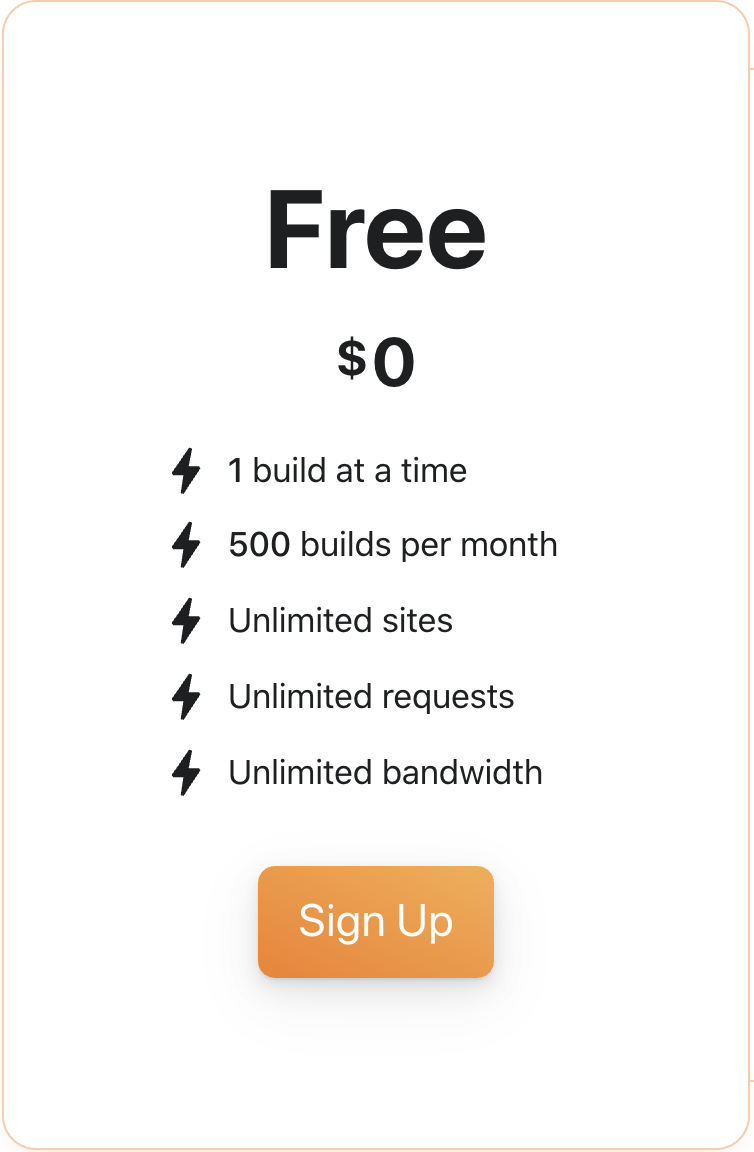 Free
$0
1 build at a time
500 builds per month
Unlimited sites
Unlimited requests
Unlimited bandwidth
Sign Up